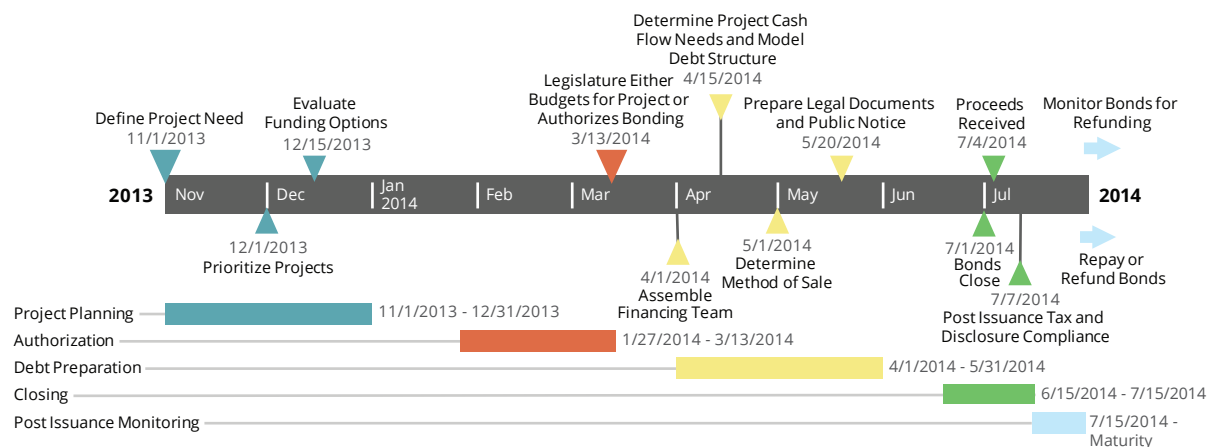 Determine Project Cash
Flow Needs and Model
Debt Structure
4/15/2014
Legislature Either
Budgets for Project or
Authorizes Bonding
3/13/2014
Evaluate
Funding Options
12/15/2013
Define Project Need
11/1/2013
Prepare Legal Documents
and Public Notice
5/20/2014
Proceeds
Received
7/4/2014
Monitor Bonds for
Refunding
2013
Nov
Dec
Jan
2014
Feb
Mar
Apr
May
Jun
Jul
2014
12/1/2013
Prioritize Projects
4/1/2014
Assemble
Financing Team
5/1/2014
Determine
Method of Sale
7/1/2014
Bonds
Close
7/7/2014
Post Issuance Tax and
Disclosure Compliance
Repay or
Refund Bonds
Project Planning
11/1/2013 - 12/31/2013
Authorization
1/27/2014 - 3/13/2014
Debt Preparation
4/1/2014 - 5/31/2014
Closing
6/15/2014 - 7/15/2014
Post Issuance Monitoring
7/15/2014 -
Maturity